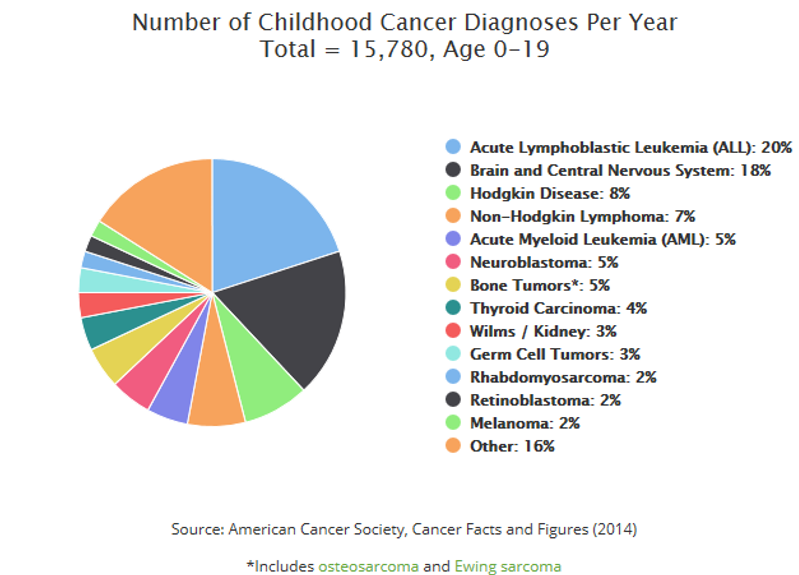 Number of Childhood Cancer Diagnoses Per Year
Total = 15,780, Age 0-19
Acute Lymphoblastic Leukemia (ALL): 20%
Brain and Central Nervous System: 18%
Hodgkin Disease: 8%
Non-Hodgkin Lymphoma: 7%
Acute Myeloid Leukemia (AML): 5%
Neuroblastoma: 5%
Bone Tumors*: 5%
Thyroid Carcinoma: 4%
Wilms / Kidney: 3%
Germ Cell Tumors: 3%
Rhabdomyosarcoma: 2%
Retinoblastoma: 2%
Melanoma: 2%
Other: 16%
Source: American Cancer Society, Cancer Facts and Figures (2014)
*Includes osteosarcoma and Ewing sarcoma